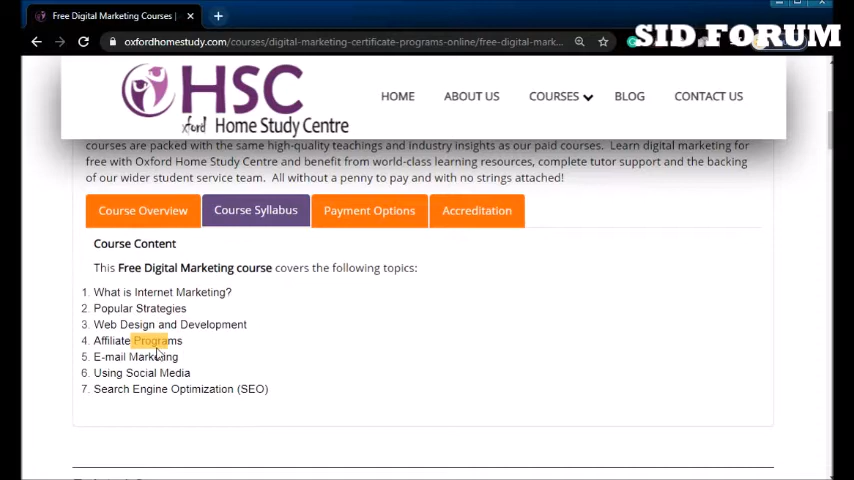 Free Digital Marketing Courses |
SID FORUM
oxfordhomestudy.com/courses/digital-marketing-certificate-programs-online/free-digital-mark...
HSC
xford Home Study Centre
HOME
ABOUT US
COURSES
BLOG
CONTACT US
courses are packed with the same high-quality teachings and industry insights as our paid courses. Learn digital marketing for
free with Oxford Home Study Centre and benefit from world-class learning resources, complete tutor support and the backing
of our wider student service team. All without a penny to pay and with no strings attached!
Course Overview
Course Syllabus
Payment Options
Accreditation
Course Content
This Free Digital Marketing course covers the following topics:
1. What is Internet Marketing?
2. Popular Strategies
3. Web Design and Development
4. Affiliate Programs
5. E-mail Marketing
6. Using Social Media
7. Search Engine Optimization (SEO)